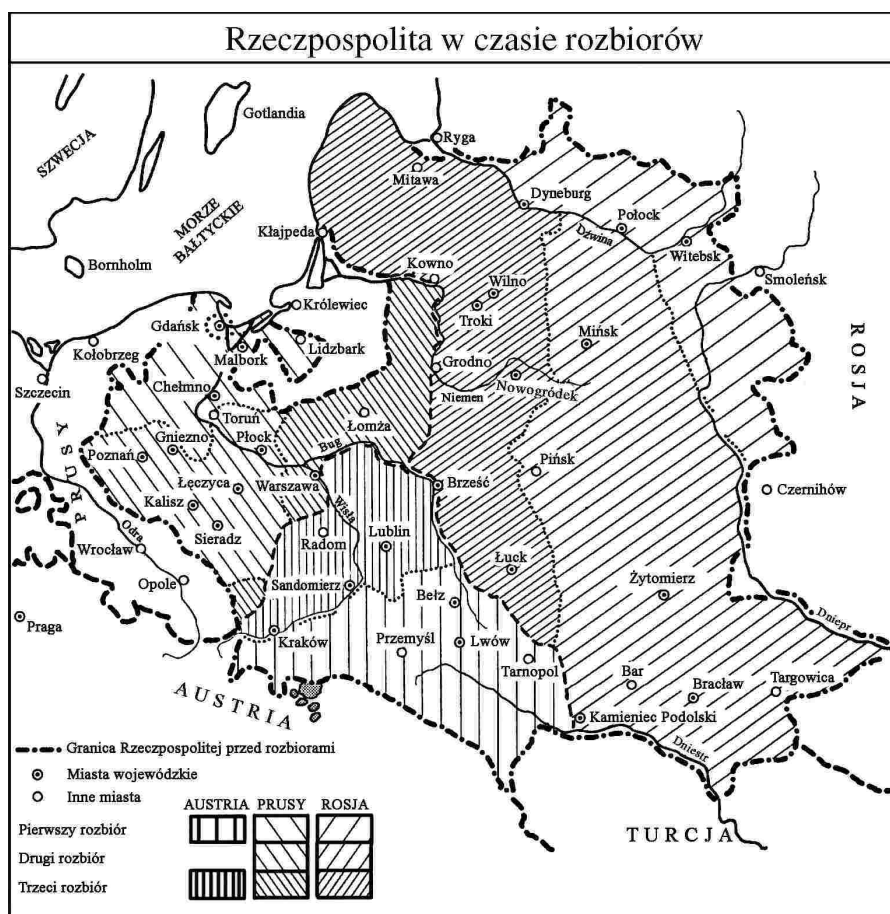 Rzeczpospolita w czasie rozbiorów
Gotlandia
SZWECJA
MORZE
BAŁTYCKIE
Bornholm
Ryga
Mitawa
Dyneburg
Połock
Dźwina
Witebsk
Smoleńsk
Kłajpeda
Kowno
Wilno
Troki
Królewiec
Gdańsk
Malbork
Lidzbark
Mińsk
ROSJA
Kołobrzeg
Szczecin
Chełmno
Toruń
Grodno
Niemen
Nowogródek
Łomża
Bug
Gniezno
Płock
Poznań
PRUSY
Łęczyca
Warszawa
Wisła
Brześć
Pińsk
Czernihów
Kalisz
Sieradz
Odra
Wrocław
Radom
Lublin
Łuck
Opole
Sandomierz
Bełz
Żytomierz
Dniepr
Praga
Kraków
Przemyśl
Lwów
Tarnopol
Bar
Bracław
Targowica
AUSTRIA
Kamieniec Podolski
Dniestr
TURCJA
Granica Rzeczpospolitej przed rozbiorami
Miasta wojewódzkie
Inne miasta
AUSTRIA PRUSY ROSJA
Pierwszy rozbiór
Drugi rozbiór
Trzeci rozbiór